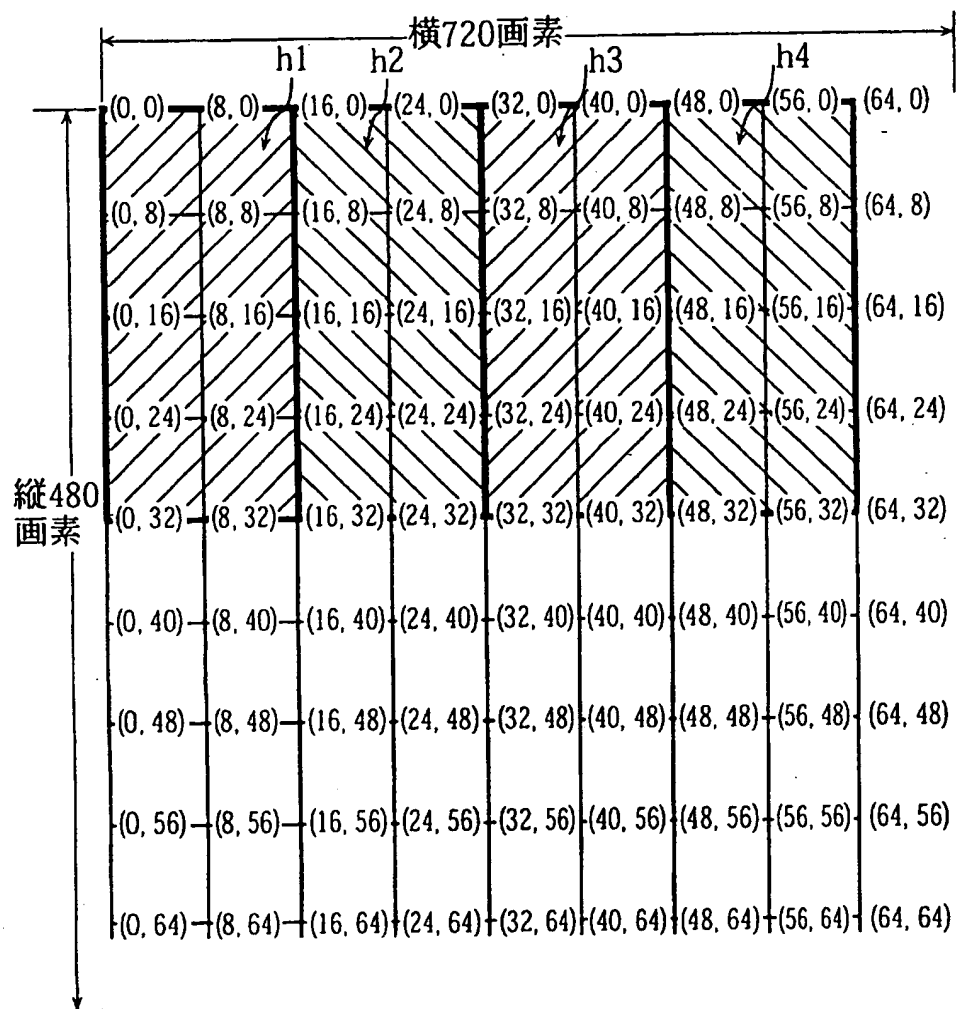 横720画素
h1 h2 h3 h4
(0, 0) (8, 0) (16, 0) (24, 0) (32, 0) (40, 0) (48, 0) (56, 0) (64, 0)
(0, 8) (8, 8) (16, 8) (24, 8) (32, 8) (40, 8) (48, 8) (56, 8) (64, 8)
(0, 16) (8, 16) (16, 16) (24, 16) (32, 16) (40, 16) (48, 16) (56, 16) (64, 16)
(0, 24) (8, 24) (16, 24) (24, 24) (32, 24) (40, 24) (48, 24) (56, 24) (64, 24)
縦480
画素
(0, 32) (8, 32) (16, 32) (24, 32) (32, 32) (40, 32) (48, 32) (56, 32) (64, 32)
(0, 40) (8, 40) (16, 40) (24, 40) (32, 40) (40, 40) (48, 40) (56, 40) (64, 40)
(0, 48) (8, 48) (16, 48) (24, 48) (32, 48) (40, 48) (48, 48) (56, 48) (64, 48)
(0, 56) (8, 56) (16, 56) (24, 56) (32, 56) (40, 56) (48, 56) (56, 56) (64, 56)
(0, 64) (8, 64) (16, 64) (24, 64) (32, 64) (40, 64) (48, 64) (56, 64) (64, 64)